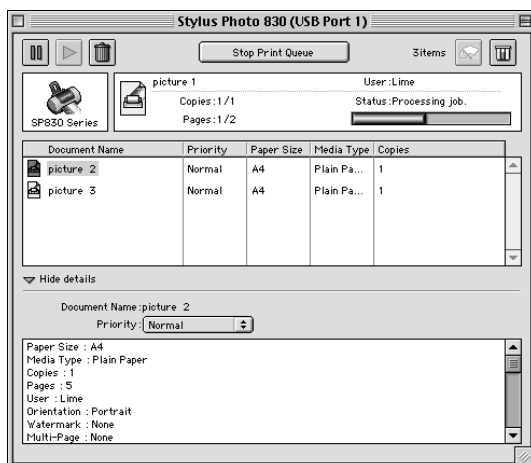 Stylus Photo 830 (USB Port 1)
Stop Print Queue
3items
SP830 Series
picture 1
User :Lime
Copies:1/1
Status:Processing job.
Pages:1/2
Document Name Priority Paper Size Media Type Copies
picture 2 Normal A4 Plain Pa... 1
picture 3 Normal A4 Plain Pa... 1
Hide details
Document Name :picture 2
Priority: Normal
Paper Size : A4
Media Type : Plain Paper
Copies : 1
Pages : 5
User : Lime
Orientation : Portrait
Watermark : None
Multi-Page : None